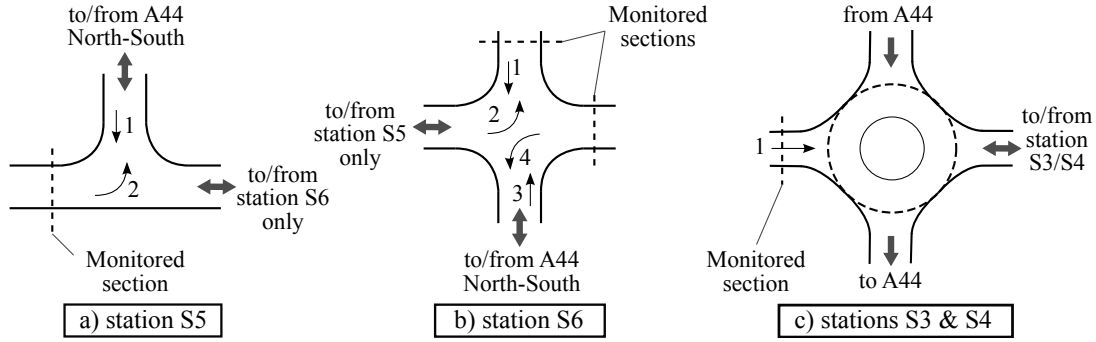 to/from A44
North-South
1
2
to/from
station S6
only
Monitored
section
a) station S5
Monitored
sections
1
to/from
station S5
only
2
4
3
to/from A44
North-South
b) station S6
from A44
1
to/from
station
S3/S4
Monitored
section
to A44
c) stations S3 & S4